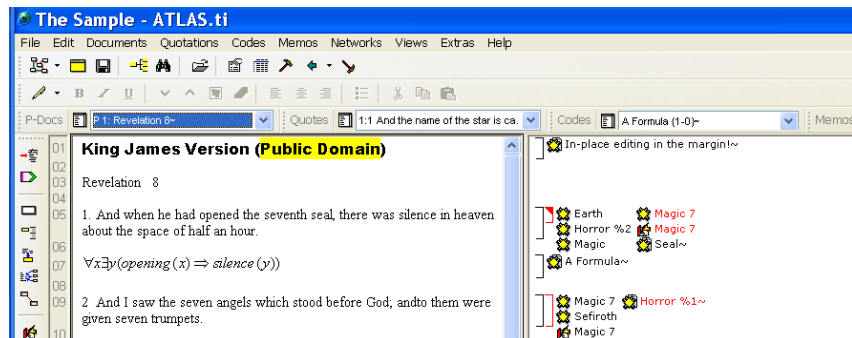 The Sample - ATLAS.ti
File Edit Documents Quotations Codes Memos Networks Views Extras Help
B I U
P-Docs P 1: Revelation 8~ Quotes 1:1 And the name of the star is ca. Codes A Formula {1-0}~ Memos
01 King James Version (Public Domain) In-place editing in the margin!~
02
03 Revelation 8
04
05 1. And when he had opened the seventh seal, there was silence in heaven Earth Magic 7
about the space of half an hour. Horror %2 Magic 7
06 Magic Seal~
07 ∀x∃y(opening(x)⇒silence(y)) A Formula~
08
09 2 And I saw the seven angels which stood before God; andto them were Magic 7 Horror %1~
given seven trumpets. Sefiroth
10 Magic 7